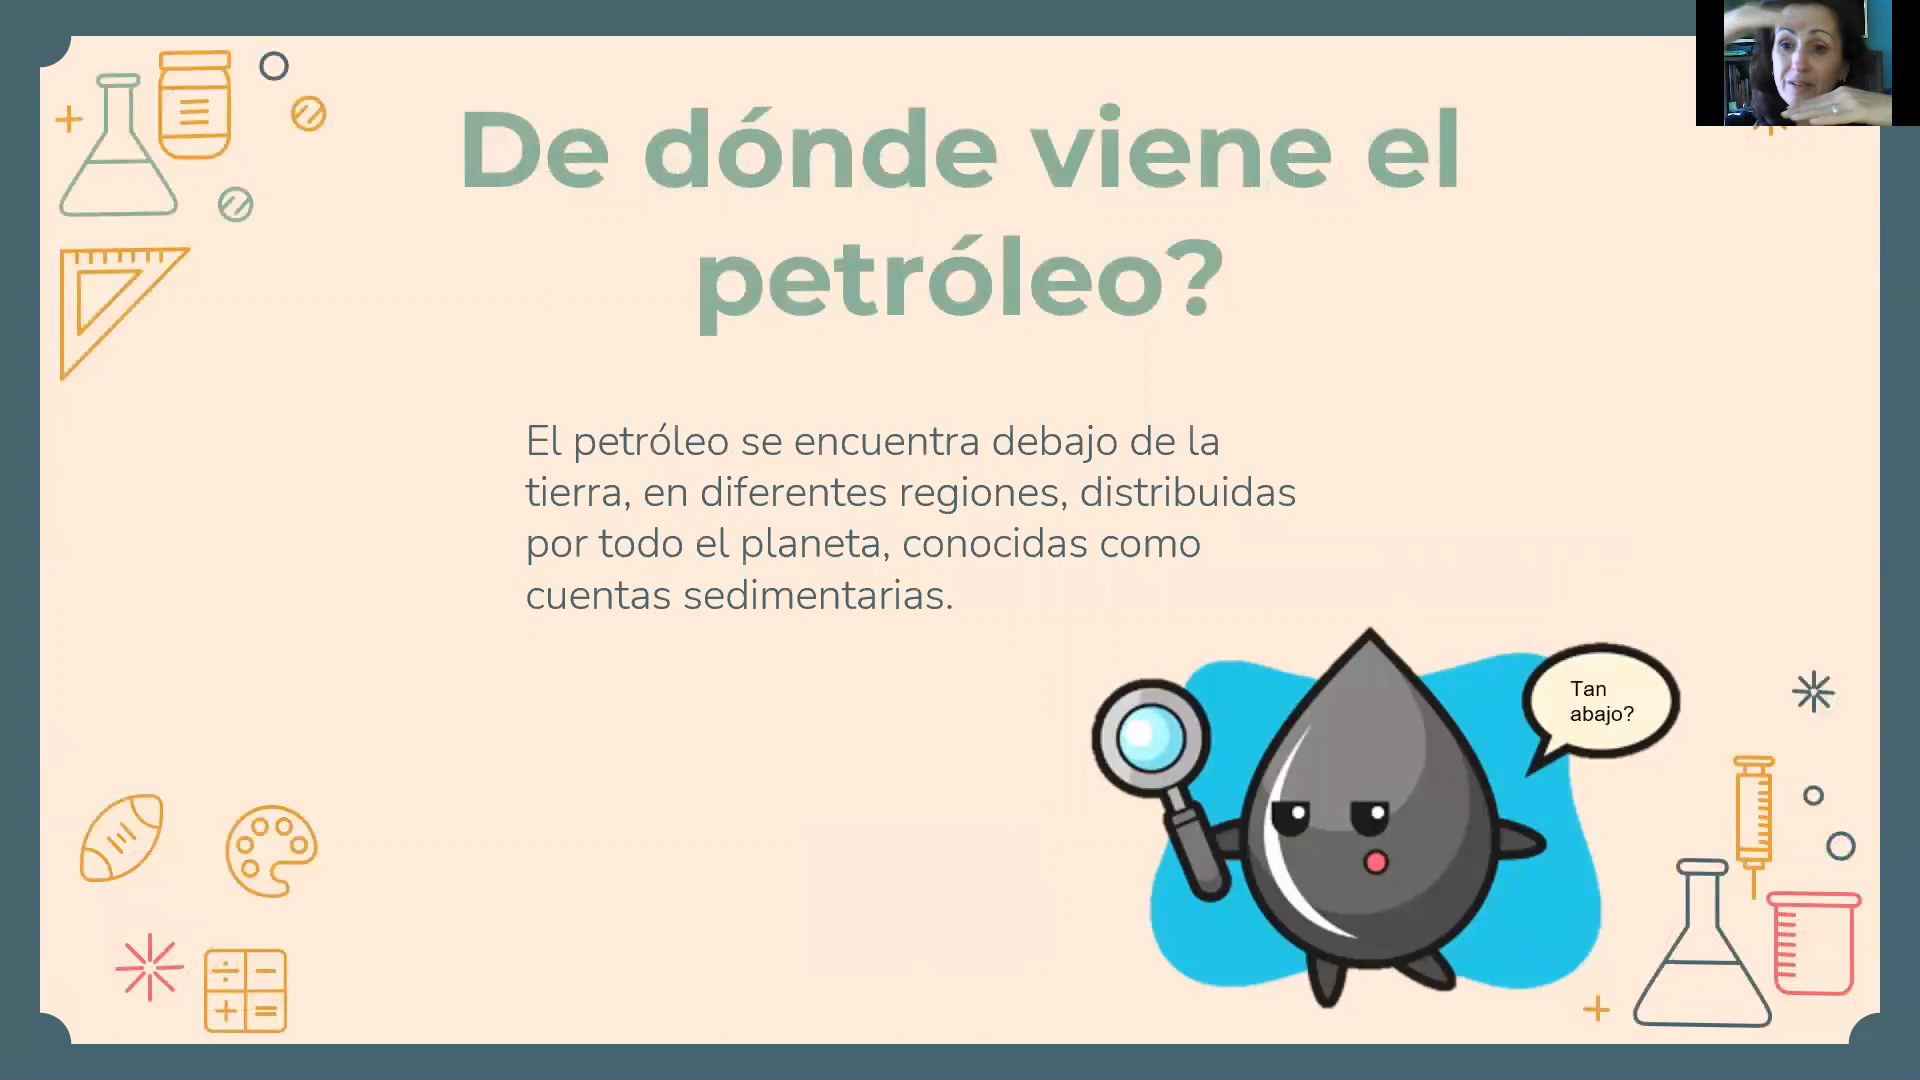 De dónde viene el
petróleo?
El petróleo se encuentra debajo de la
tierra, en diferentes regiones, distribuidas
por todo el planeta, conocidas como
cuentas sedimentarias.
Tan
abajo?